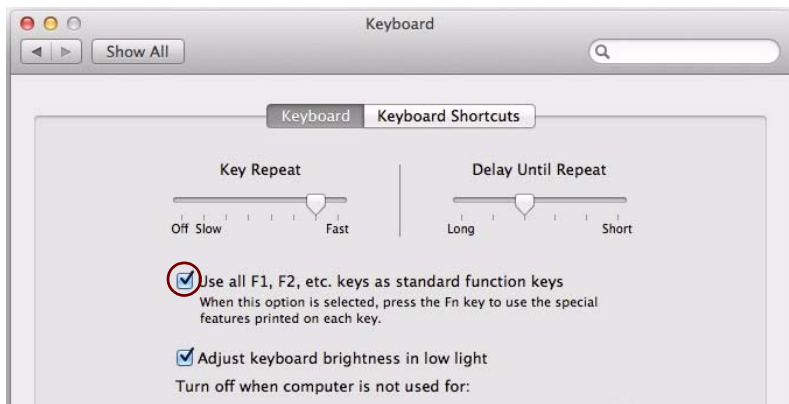 Keyboard
Show All
Keyboard Keyboard Shortcuts
Key Repeat Delay Until Repeat
Off Slow Fast Long Short
Use all F1, F2, etc. keys as standard function keys
When this option is selected, press the Fn key to use the special
features printed on each key.
Adjust keyboard brightness in low light
Turn off when computer is not used for: